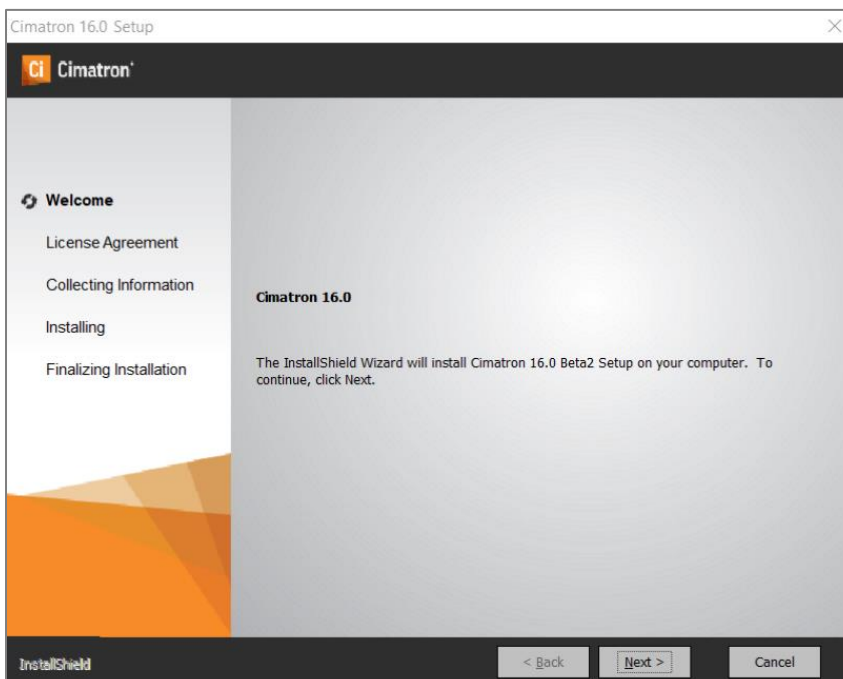 Cimatron 16.0 Setup
Ci Cimatron
Welcome
License Agreement
Collecting Information
Installing
Finalizing Installation
Cimatron 16.0
The InstallShield Wizard will install Cimatron 16.0 Beta2 Setup on your computer. To
continue, click Next.
InstallShield
< Back
Next >
Cancel